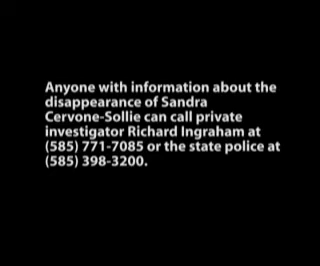 Anyone with information about the
disappearance of Sandra
Cervone-Sollie can call private
investigator Richard Ingraham at
(585) 771-7085 or the state police at
(585) 398-3200.